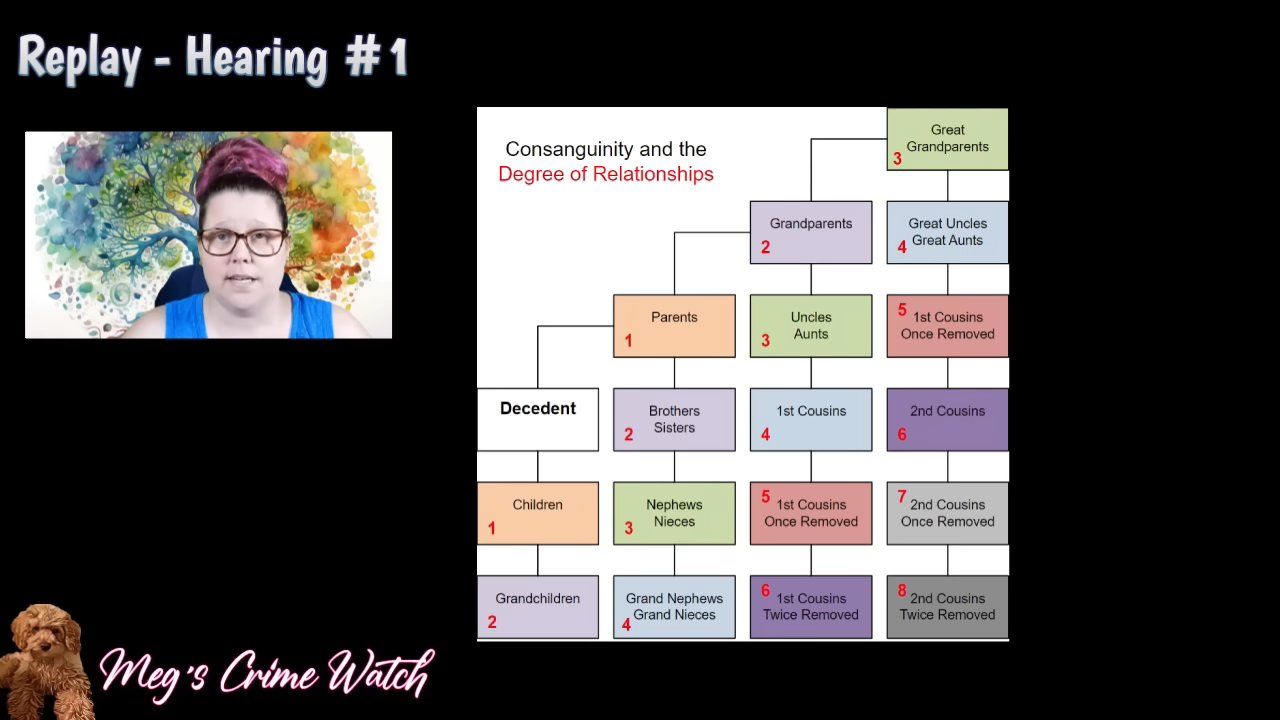 Replay - Hearing #1
Consanguinity and the
Degree of Relationships
Great
Grandparents
3
Grandparents
2
Great Uncles
Great Aunts
4
Parents
1
Uncles
Aunts
3
5
1st Cousins
Once Removed
Decedent
Brothers
Sisters
2
1st Cousins
4
2nd Cousins
6
Children
1
Nephews
Nieces
3
5
1st Cousins
Once Removed
7
2nd Cousins
Once Removed
Grandchildren
2
Grand Nephews
Grand Nieces
4
6
1st Cousins
Twice Removed
8
2nd Cousins
Twice Removed
Meg's Crime Watch